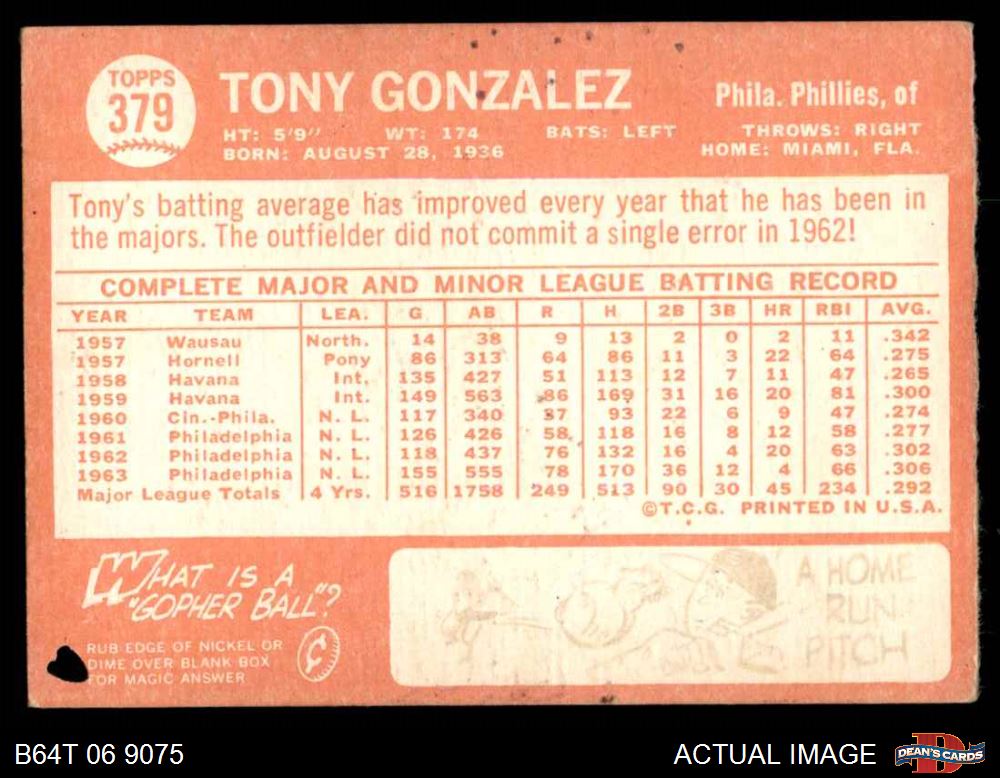 TOPPS
379
TONY GONZALEZ
Phila. Phillies, of
HT: 5'9" WT: 174 BATS: LEFT THROWS: RIGHT
BORN: AUGUST 28, 1936 HOME: MIAMI, FLA.
Tony's batting average has improved every year that he has been in
the majors. The outfielder did not commit a single error in 1962!
COMPLETE MAJOR AND MINOR LEAGUE BATTING RECORD
YEAR TEAM LEA. G AB R H 2B 3B HR RBI AVG.
1957 Wausau North. 14 38 9 13 2 0 2 11 .342
1957 Hornell Pony 86 313 64 86 11 3 22 64 .275
1958 Havana Int. 135 427 51 113 12 7 11 47 .265
1959 Havana Int. 149 563 86 169 31 16 20 81 .300
1960 Cin.-Phila. N. L. 117 340 37 93 22 6 9 47 .274
1961 Philadelphia N. L. 126 426 58 118 16 8 12 58 .277
1962 Philadelphia N. L. 118 437 76 132 16 4 20 63 .302
1963 Philadelphia N. L. 155 555 78 170 36 12 4 66 .306
Major League Totals 4 Yrs. 516 1758 249 513 90 30 45 234 .292
©T.C.G. PRINTED IN U.S.A.
WHAT IS A
"GOPHER BALL"?
RUB EDGE OF NICKEL OR
DIME OVER BLANK BOX
FOR MAGIC ANSWER
¢
A HOME
RUN
PITCH
B64T 06 9075
ACTUAL IMAGE
DEAN'S CARDS